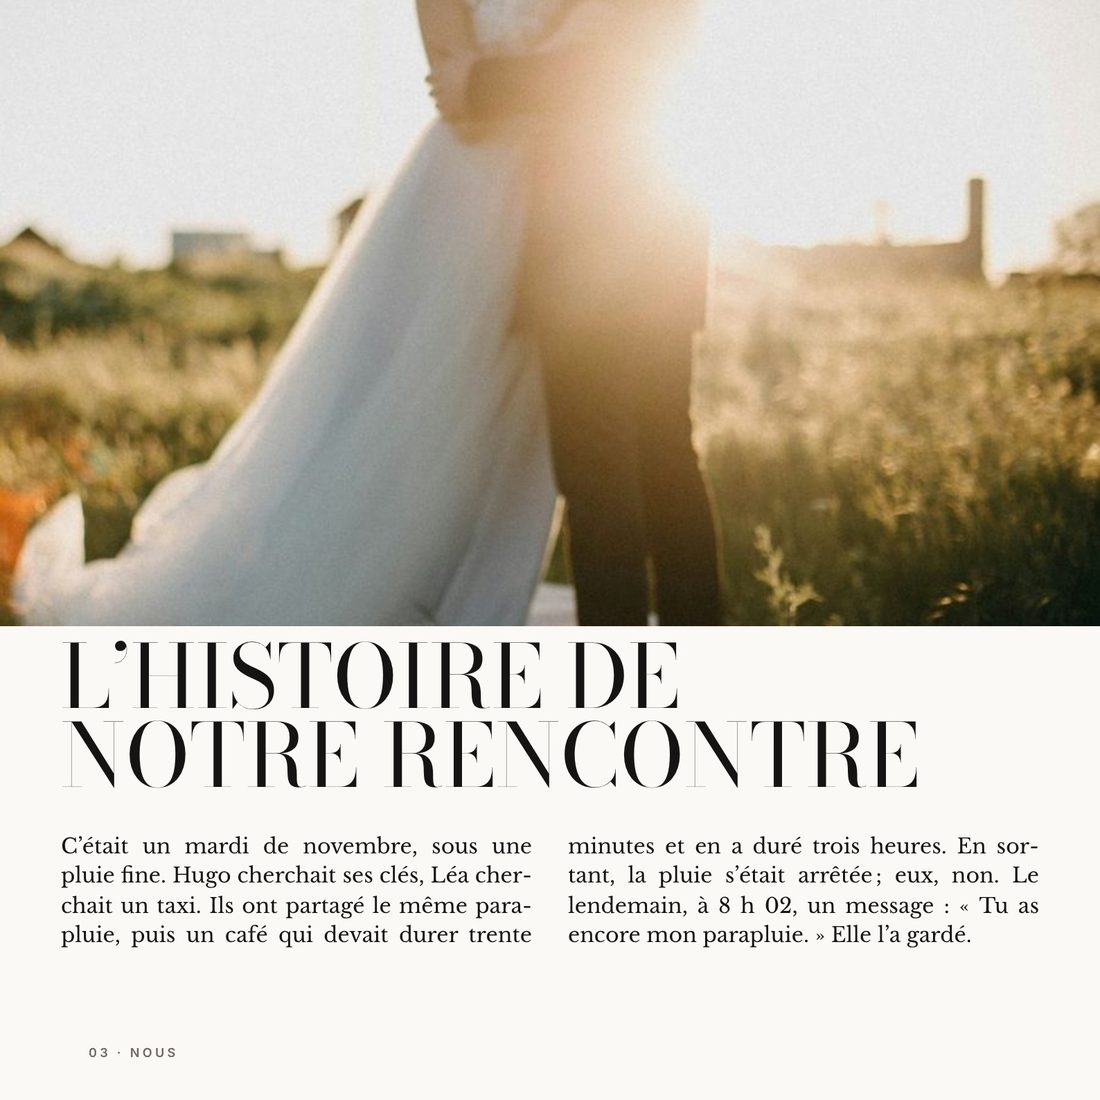 L’HISTOIRE DE
NOTRE RENCONTRE
C’était un mardi de novembre, sous une
pluie fine. Hugo cherchait ses clés, Léa cher-
chait un taxi. Ils ont partagé le même para-
pluie, puis un café qui devait durer trente
minutes et en a duré trois heures. En sor-
tant, la pluie s’était arrêtée ; eux, non. Le
lendemain, à 8 h 02, un message : « Tu as
encore mon parapluie. » Elle l’a gardé.
03 · NOUS